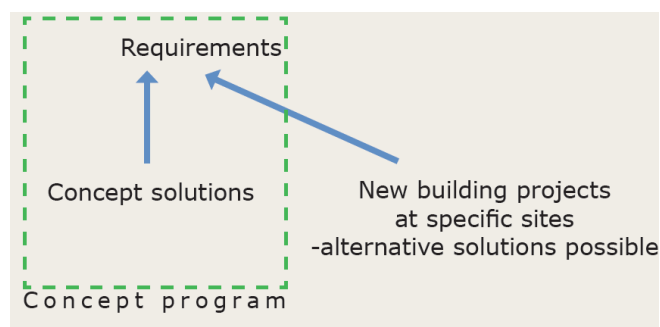 Requirements
Concept solutions
New building projects
at specific sites
-alternative solutions possible
Concept program